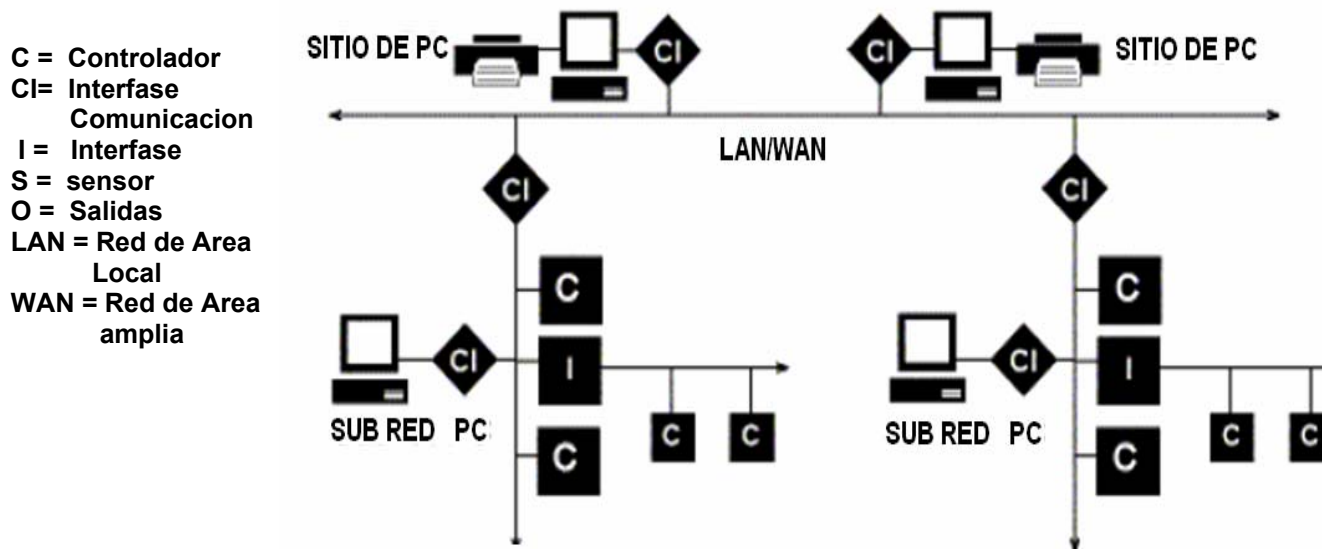 C = Controlador
CI= Interfase
Comunicacion
I = Interfase
S = sensor
O = Salidas
LAN = Red de Area
Local
WAN = Red de Area
amplia
SITIO DE PC
CI
CI
SITIO DE PC
LAN/WAN
CI
CI
C
C
CI
I
CI
I
SUB RED PC
C
C
C
SUB RED PC
C
C
C